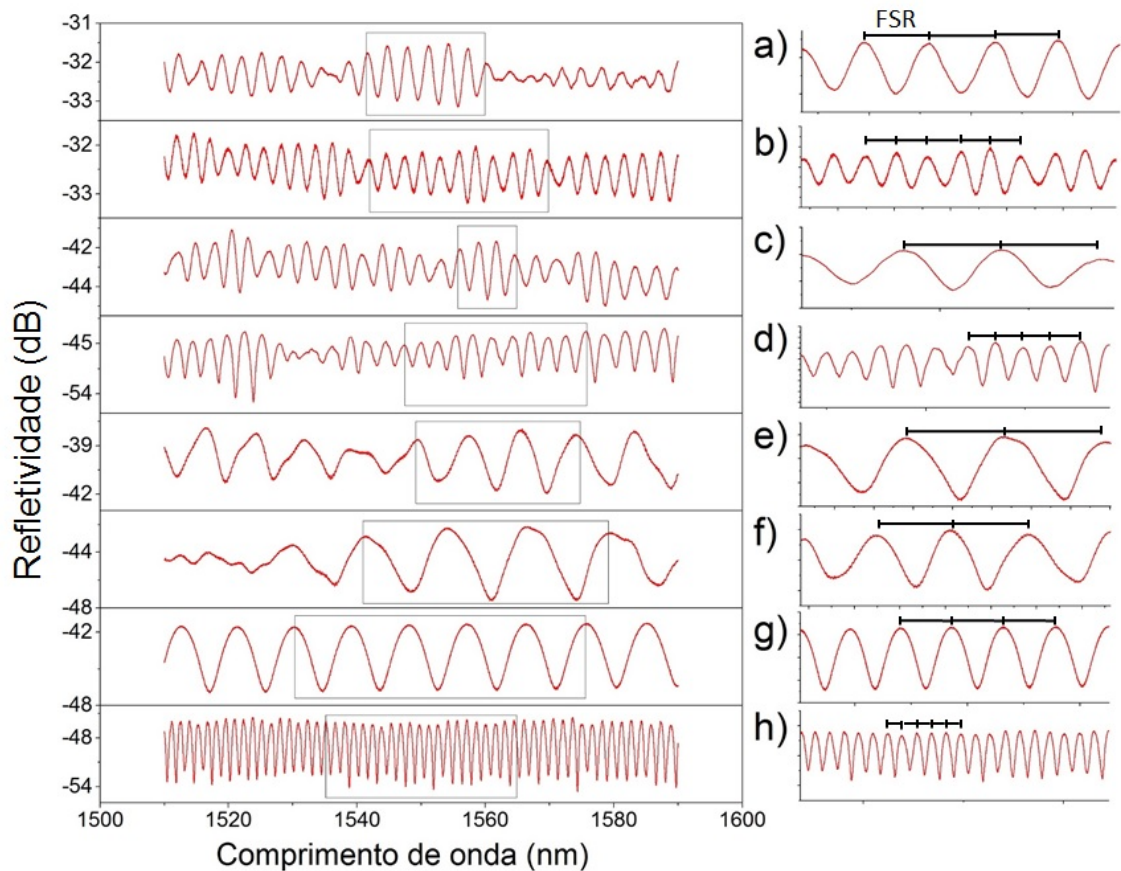 Refletividade (dB)
-31
-32
-33
-32
-33
-42
-44
-45
-54
-39
-42
-44
-48
-42
-48
-48
-54
1500
1520
1540
1560
1580
1600
Comprimento de onda (nm)
FSR
a)
b)
c)
d)
e)
f)
g)
h)